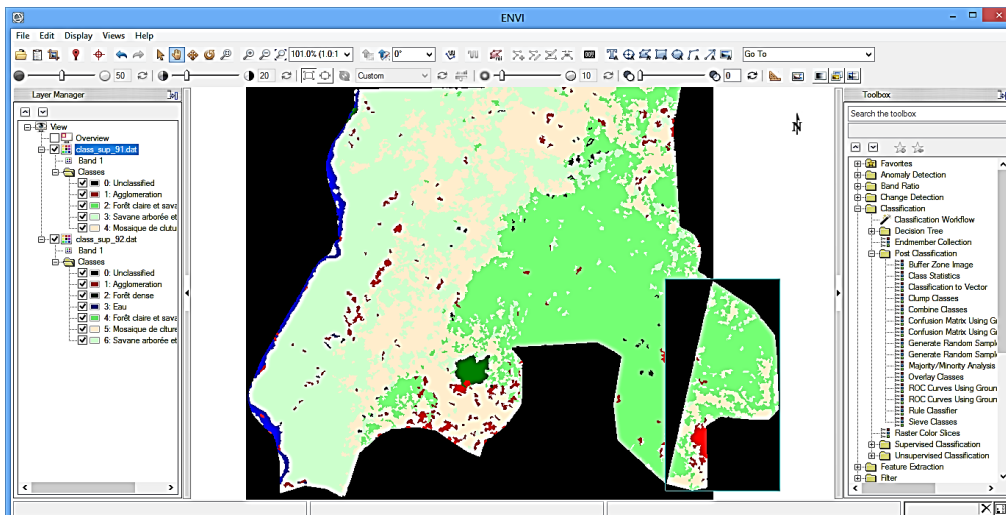 ENVI
File Edit Display Views Help
101.0% (1.0:1 0° Go To
50 20 Custom 10 0
Layer Manager
View
Overview
class_sup_91.dat
Band 1
Classes
0: Unclassified
1: Agglomeration
2: Forêt claire et sava
3: Savane arborée et
4: Mosaique de clutu
class_sup_92.dat
Band 1
Classes
0: Unclassified
1: Agglomeration
2: Forêt dense
3: Eau
4: Forêt claire et sava
5: Mosaique de clture
6: Savane arborée et
N
Toolbox
Search the toolbox
Favorites
Anomaly Detection
Band Ratio
Change Detection
Classification
Classification Workflow
Decision Tree
Endmember Collection
Post Classification
Buffer Zone Image
Class Statistics
Classification to Vector
Clump Classes
Combine Classes
Confusion Matrix Using Gr
Confusion Matrix Using Gr
Generate Random Sample
Generate Random Sample
Majority/Minority Analysis
Overlay Classes
ROC Curves Using Groun
ROC Curves Using Groun
Rule Classifier
Sieve Classes
Raster Color Slices
Supervised Classification
Unsupervised Classification
Feature Extraction
Filter